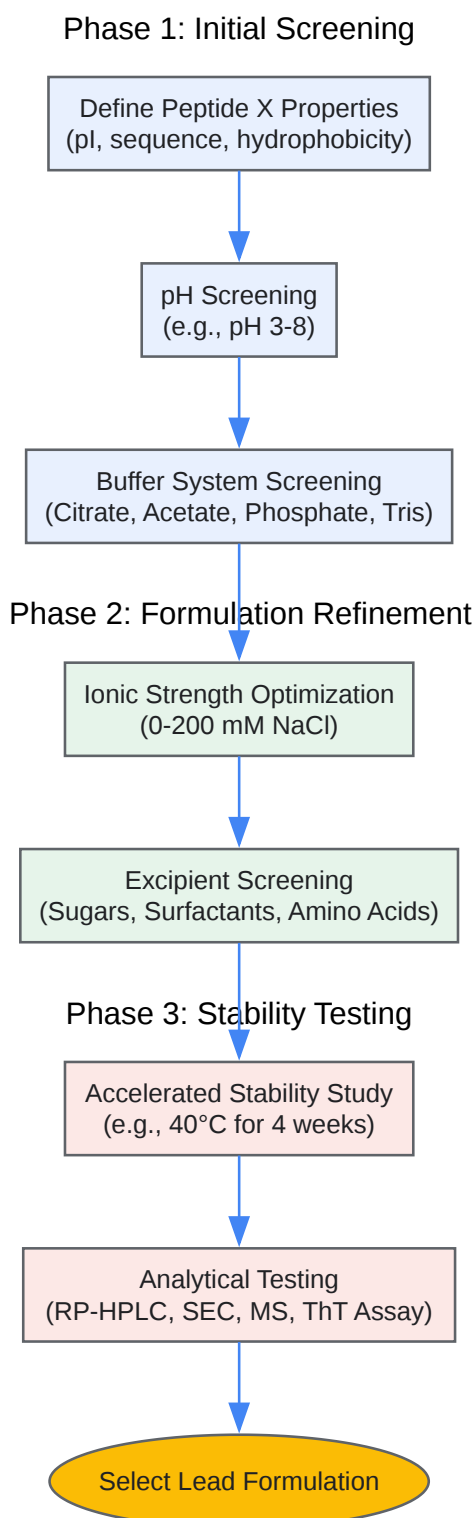 Phase 1: Initial Screening
Define Peptide X Properties
(pI, sequence, hydrophobicity)
pH Screening
(e.g., pH 3-8)
Buffer System Screening
(Citrate, Acetate, Phosphate, Tris)
Phase 2: Formulation Refinement
Ionic Strength Optimization
(0-200 mM NaCl)
Excipient Screening
(Sugars, Surfactants, Amino Acids)
Phase 3: Stability Testing
Accelerated Stability Study
(e.g., 40°C for 4 weeks)
Analytical Testing
(RP-HPLC, SEC, MS, ThT Assay)
Select Lead Formulation